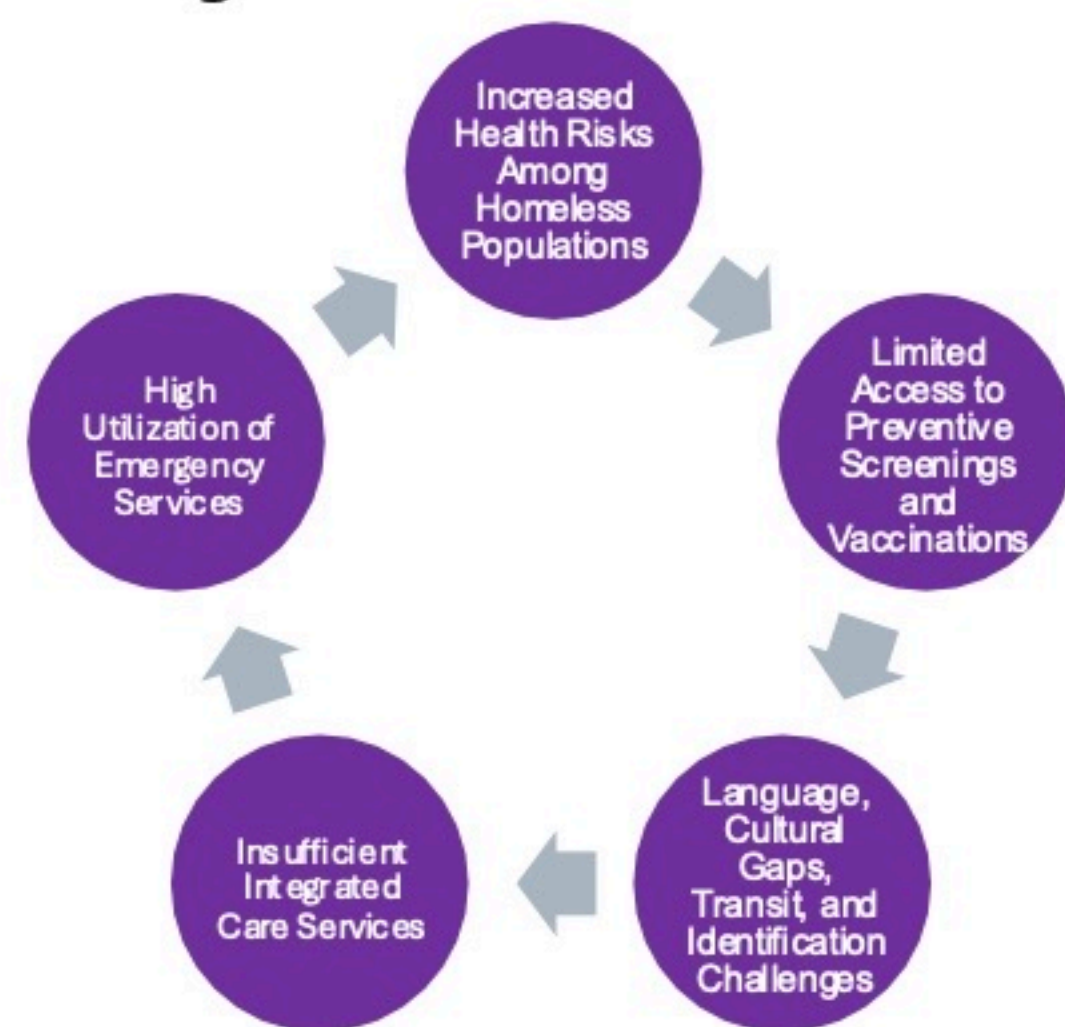 Increased
Health Risks
Among
Homeless
Populations
Limited
Access to
Preventive
Screenings
and
Vaccinations
Language,
Cultural
Gaps,
Transit, and
Identification
Challenges
Insufficient
Integrated
Care Services
High
Utilization of
Emergency
Services